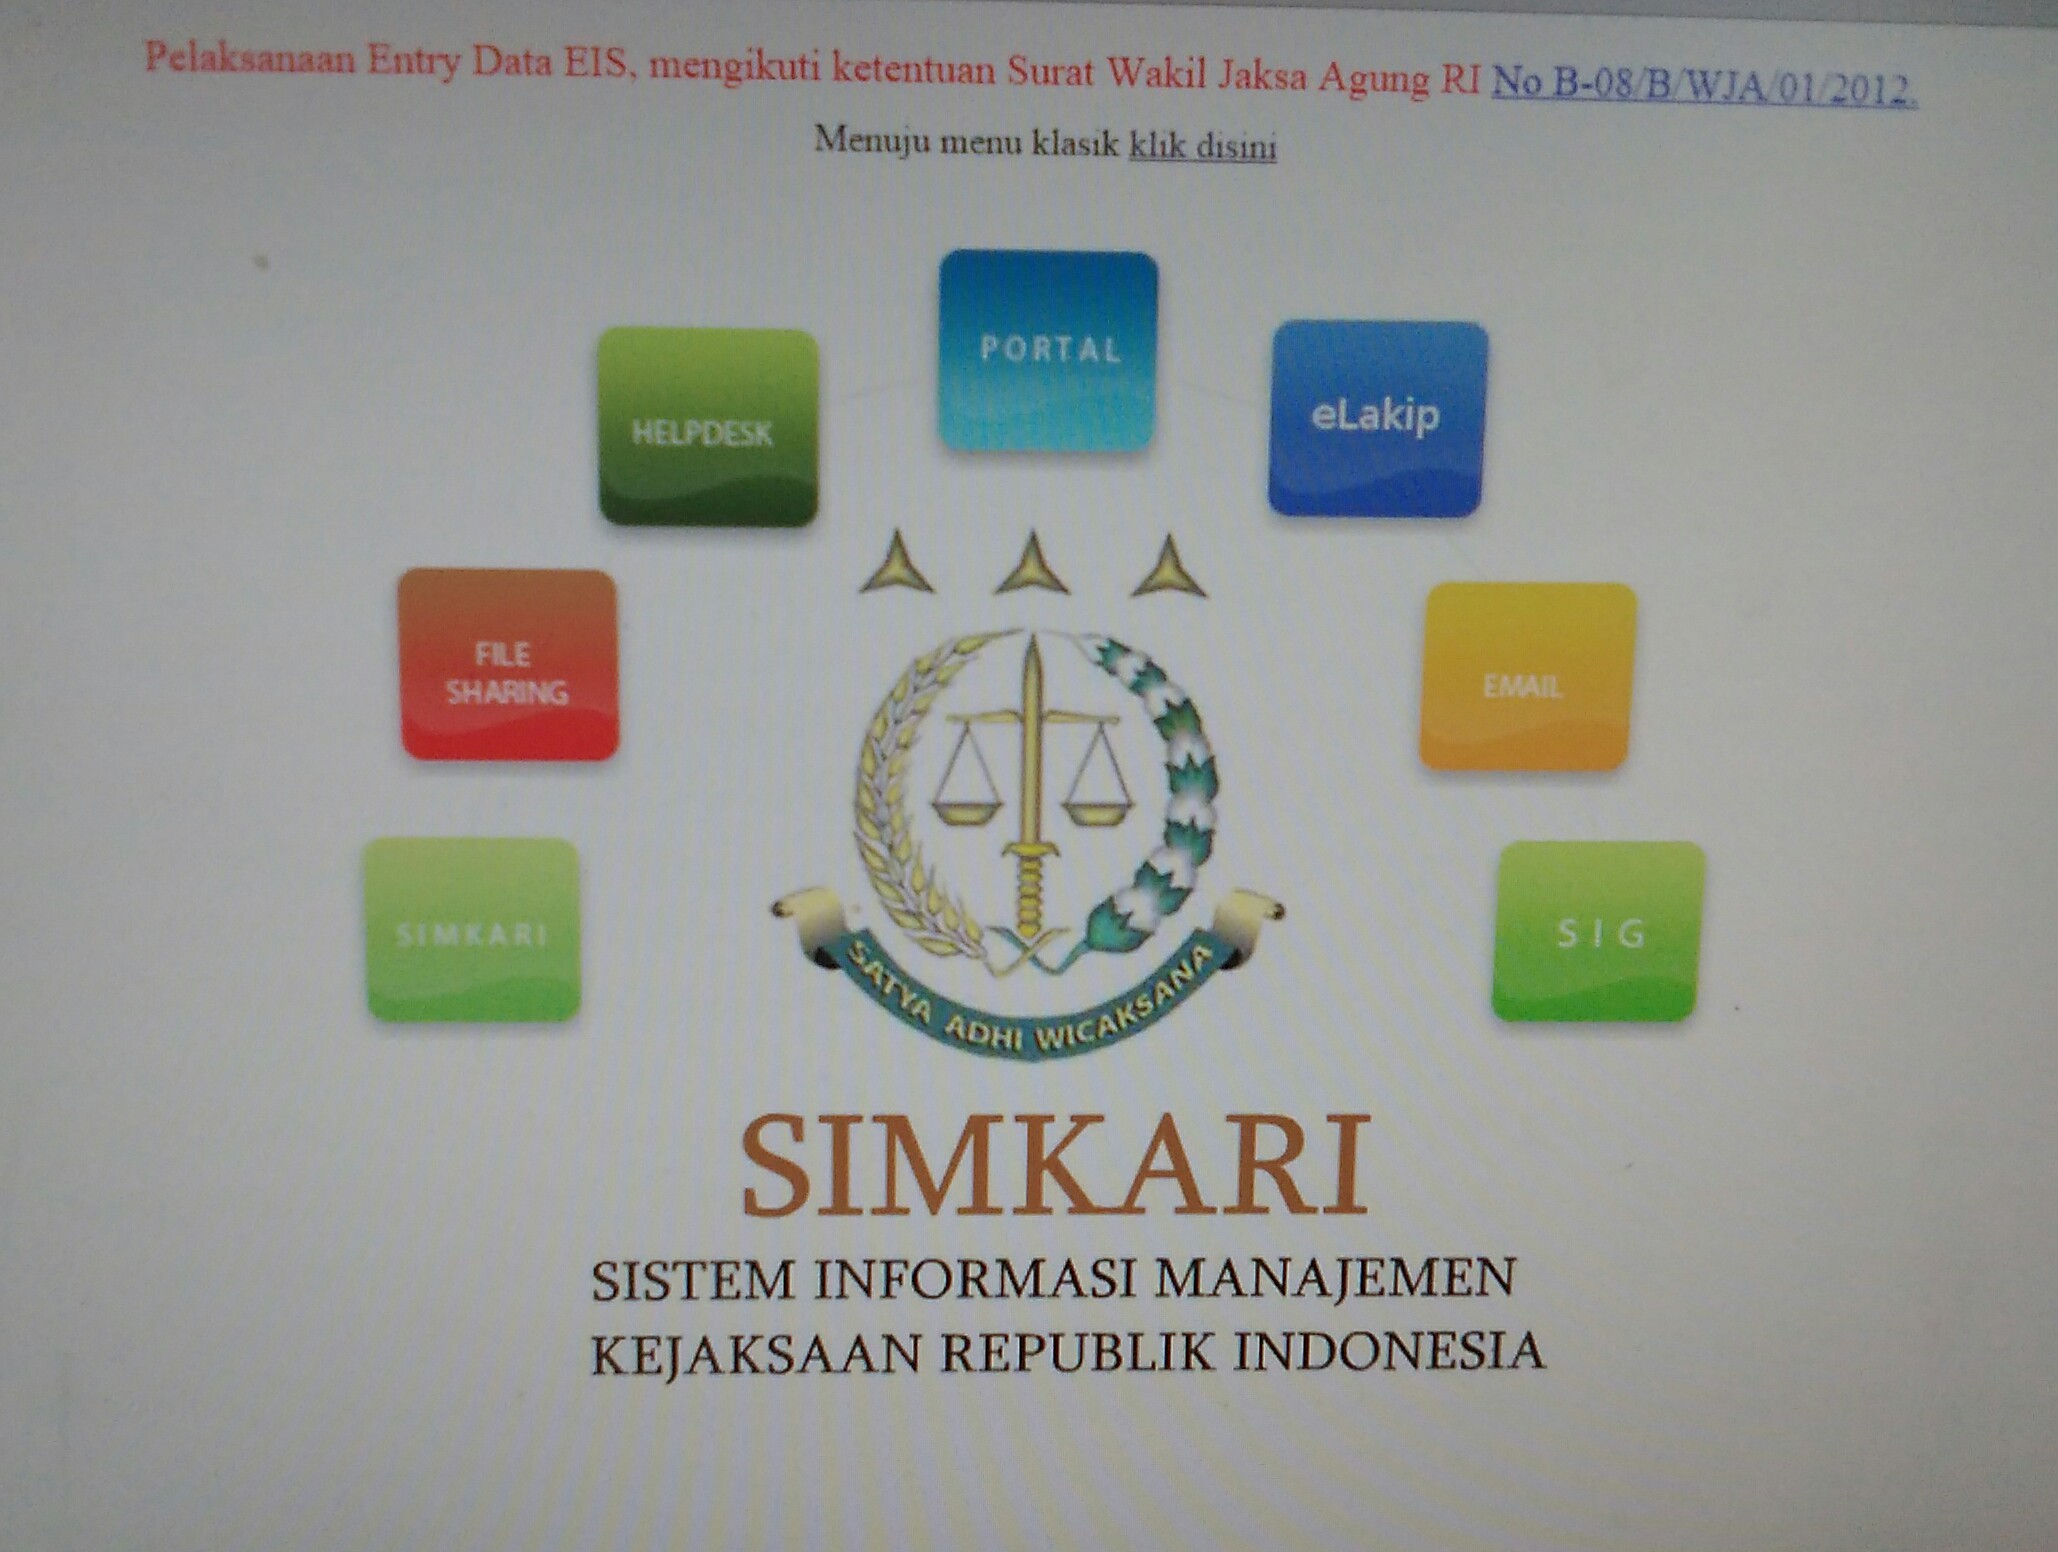 Pelaksanaan Entry Data EIS, mengikuti ketentuan Surat Wakil Jaksa Agung RI No B-08/B/WJA/01/2012.
Menuju menu klasik klik disini
PORTAL
HELPDESK
eLakip
FILE
SHARING
EMAIL
SIMKARI
SIG
SATYA ADHI WICAKSANA
SIMKARI
SISTEM INFORMASI MANAJEMEN
KEJAKSAAN REPUBLIK INDONESIA